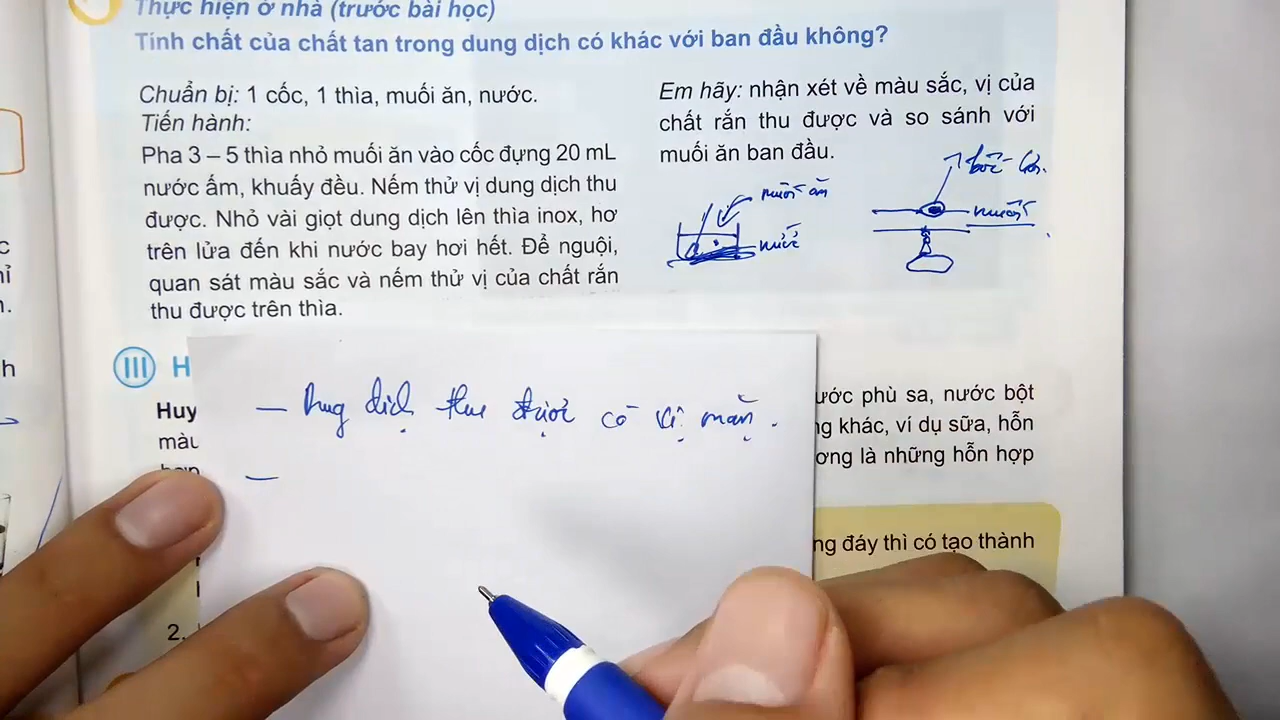 Thực hiện ở nhà (trước bài học)
Tính chất của chất tan trong dung dịch có khác với ban đầu không?
Chuẩn bị: 1 cốc, 1 thìa, muối ăn, nước.
Tiến hành:
Pha 3 – 5 thìa nhỏ muối ăn vào cốc đựng 20 mL
nước ấm, khuấy đều. Nếm thử vị dung dịch thu
được. Nhỏ vài giọt dung dịch lên thìa inox, hơ
trên lửa đến khi nước bay hơi hết. Để nguội,
quan sát màu sắc và nếm thử vị của chất rắn
thu được trên thìa.
Em hãy: nhận xét về màu sắc, vị của
chất rắn thu được và so sánh với
muối ăn ban đầu.
muối ăn
nước
muối
III H
Huy
màu
ước phù sa, nước bột
ng khác, ví dụ sữa, hỗn
ơng là những hỗn hợp
– Dung dịch thu được có vị mặn.
–
ng đáy thì có tạo thành
2.